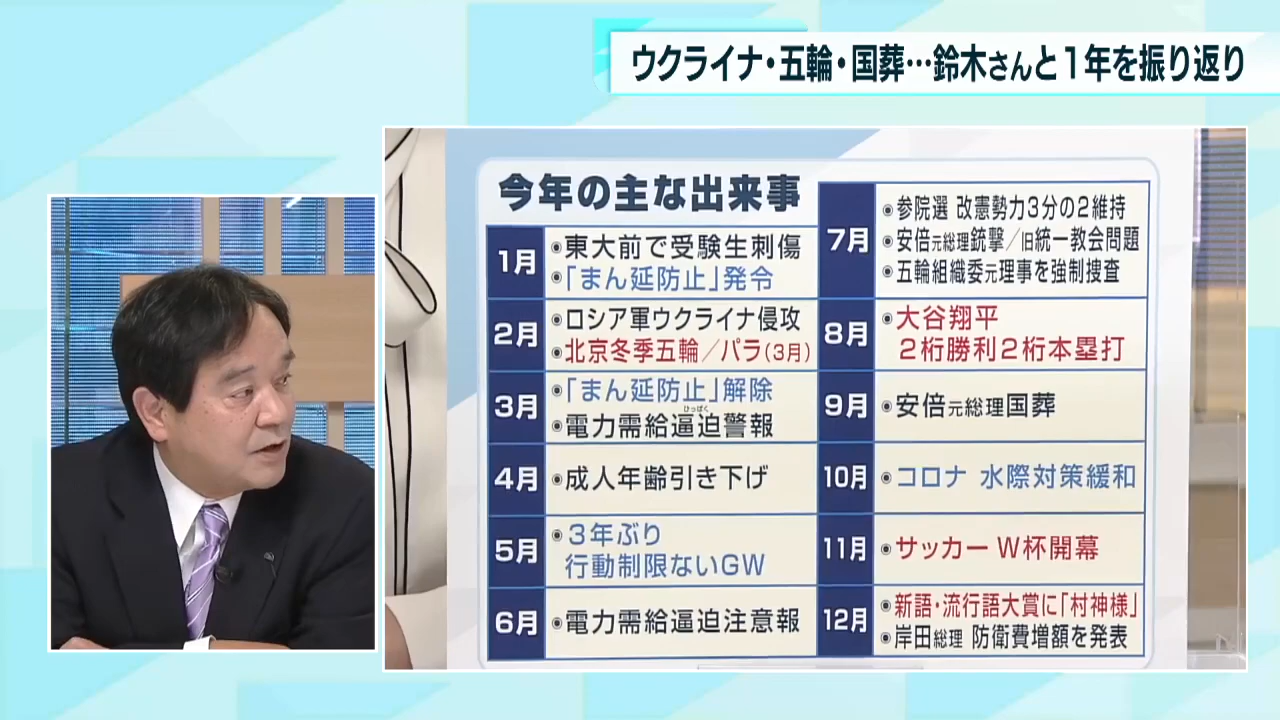 ウクライナ・五輪・国葬…鈴木さんと1年を振り返り
今年の主な出来事
1月
◉東大前で受験生刺傷
◉「まん延防止」発令
2月
◉ロシア軍ウクライナ侵攻
◉北京冬季五輪／パラ(3月)
3月
◉「まん延防止」解除
ひっぱく
◉電力需給逼迫警報
4月
◉成人年齢引き下げ
5月
◉3年ぶり
行動制限ないGW
6月
◉電力需給逼迫注意報
7月
◉参院選 改憲勢力3分の2維持
◉安倍元総理銃撃／旧統一教会問題
◉五輪組織委元理事を強制捜査
8月
◉大谷翔平
2桁勝利2桁本塁打
9月
◉安倍元総理国葬
10月
◉コロナ 水際対策緩和
11月
◉サッカーW杯開幕
12月
◉新語・流行語大賞に「村神様」
◉岸田総理 防衛費増額を発表